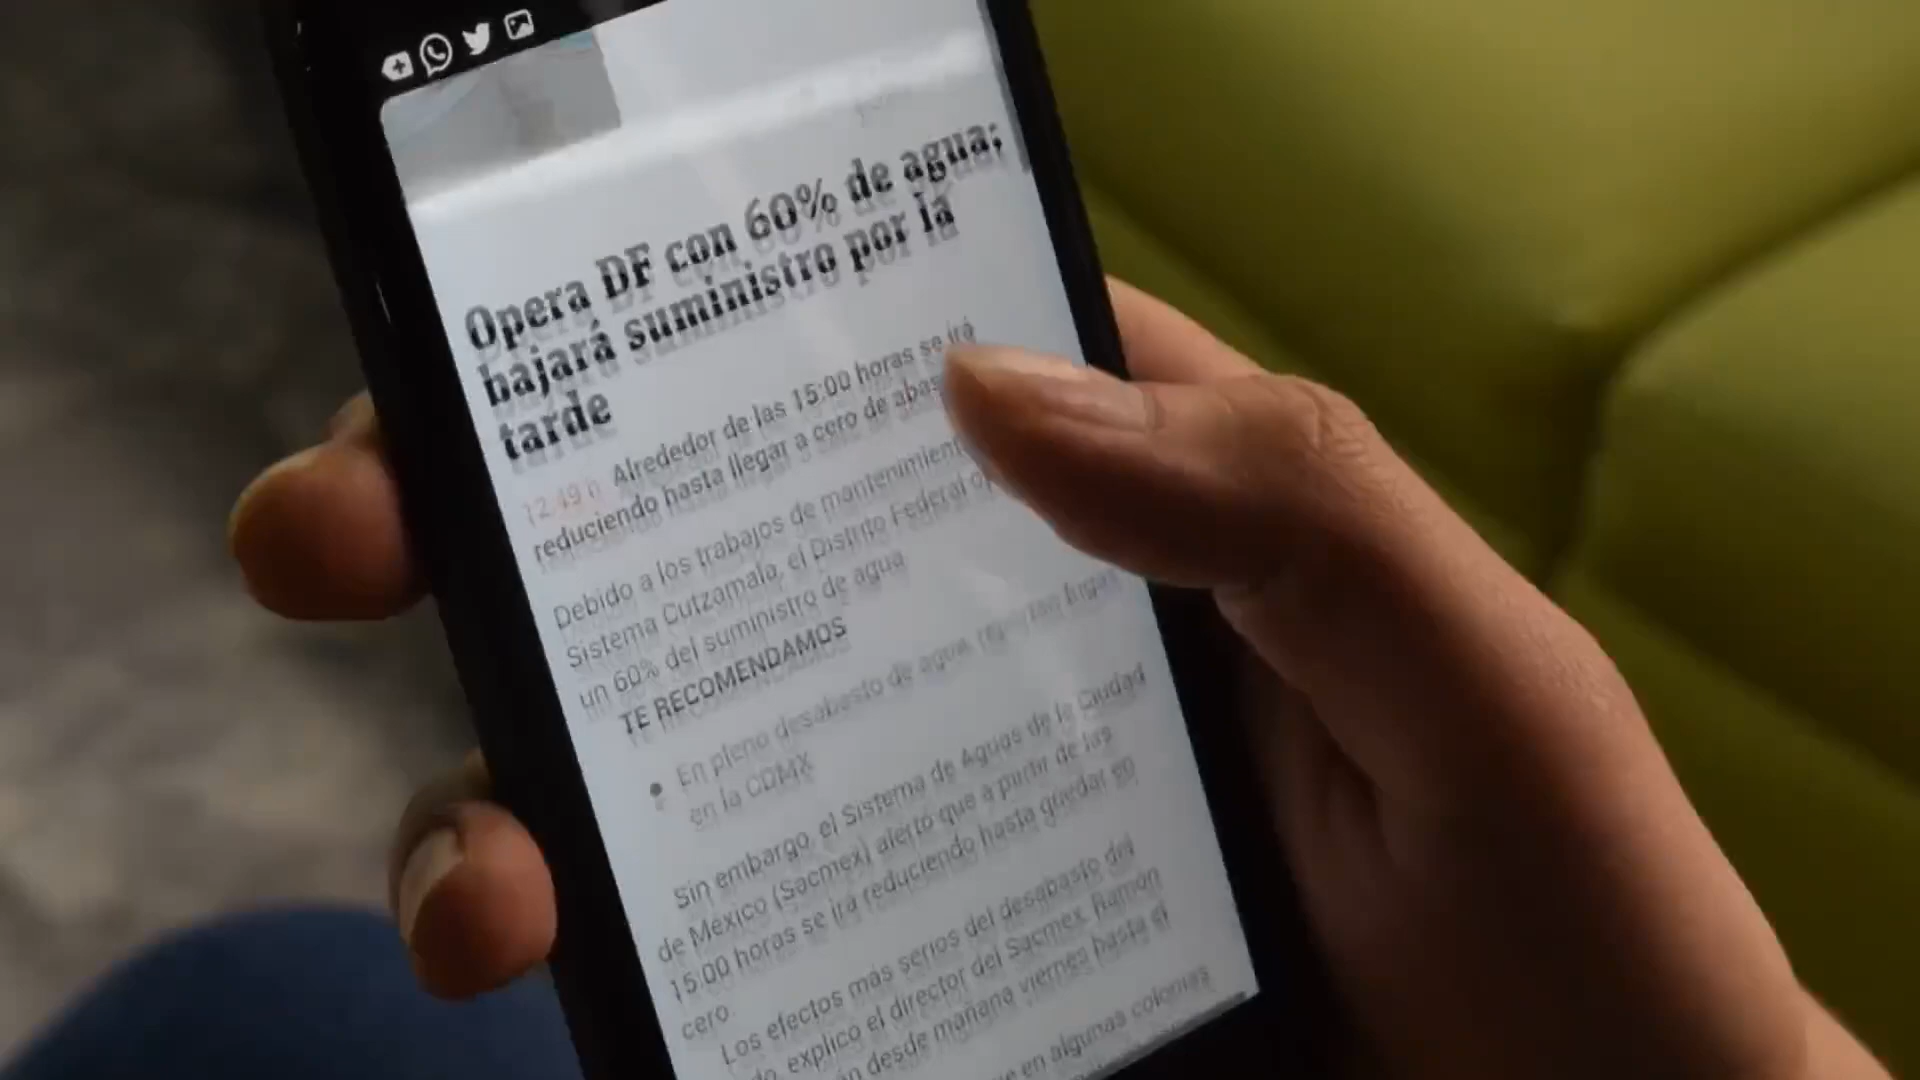 Opera DF con 60% de agua;
bajará suministro por la
tarde
12:49 h Alrededor de las 15:00 horas se irá
reduciendo hasta llegar a cero de
Debido a los trabajos de
Sistema Cutzamala, el Distrito Federal
un 60% del suministro de agua
TE RECOMENDAMOS
• En pleno desabasto de agua, reportan fugas
en la CDMX
Sin embargo, el Sistema de Aguas de la Ciudad
de México (Sacmex) alertó que a partir de las
15:00 horas se irá reduciendo hasta quedar en
cero.
Los efectos más serios del desabasto del
explicó el director del Sacmex, Ramón
desde mañana viernes hasta el
en algunas colonias